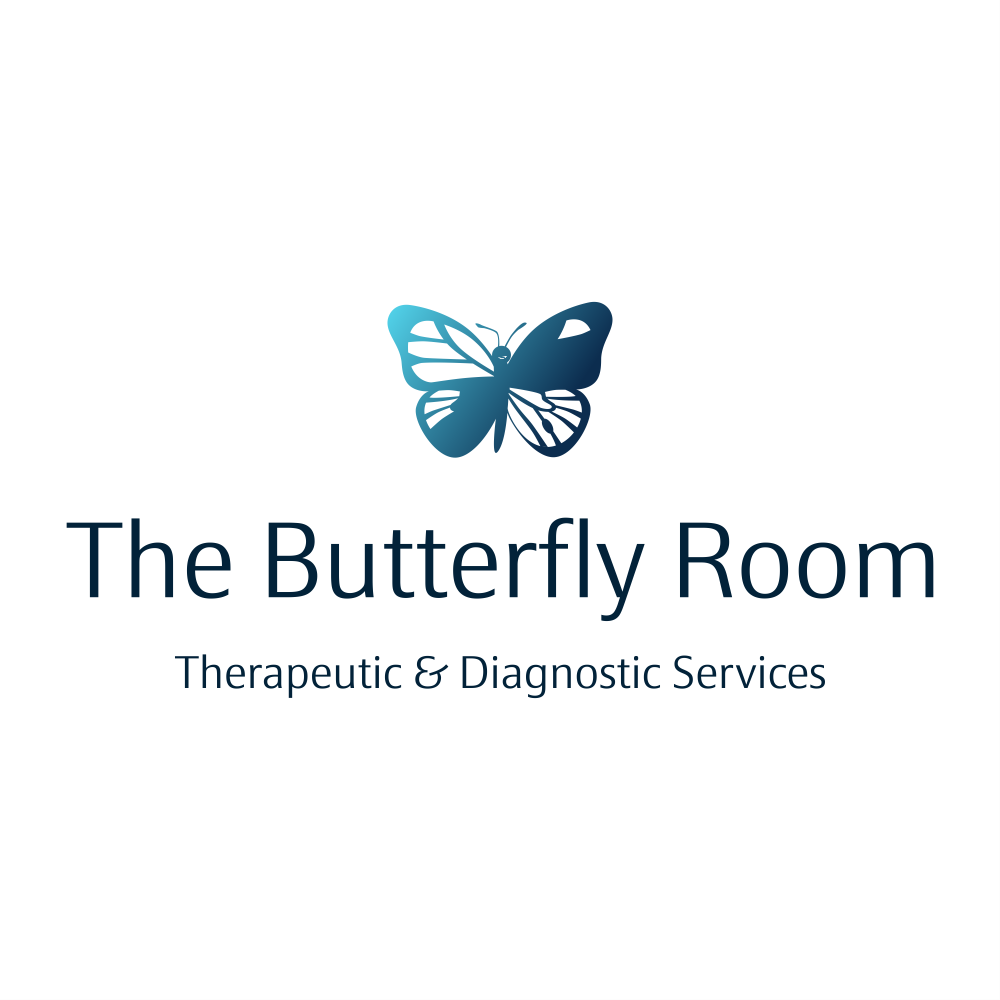 The Butterfly Room
Therapeutic & Diagnostic Services